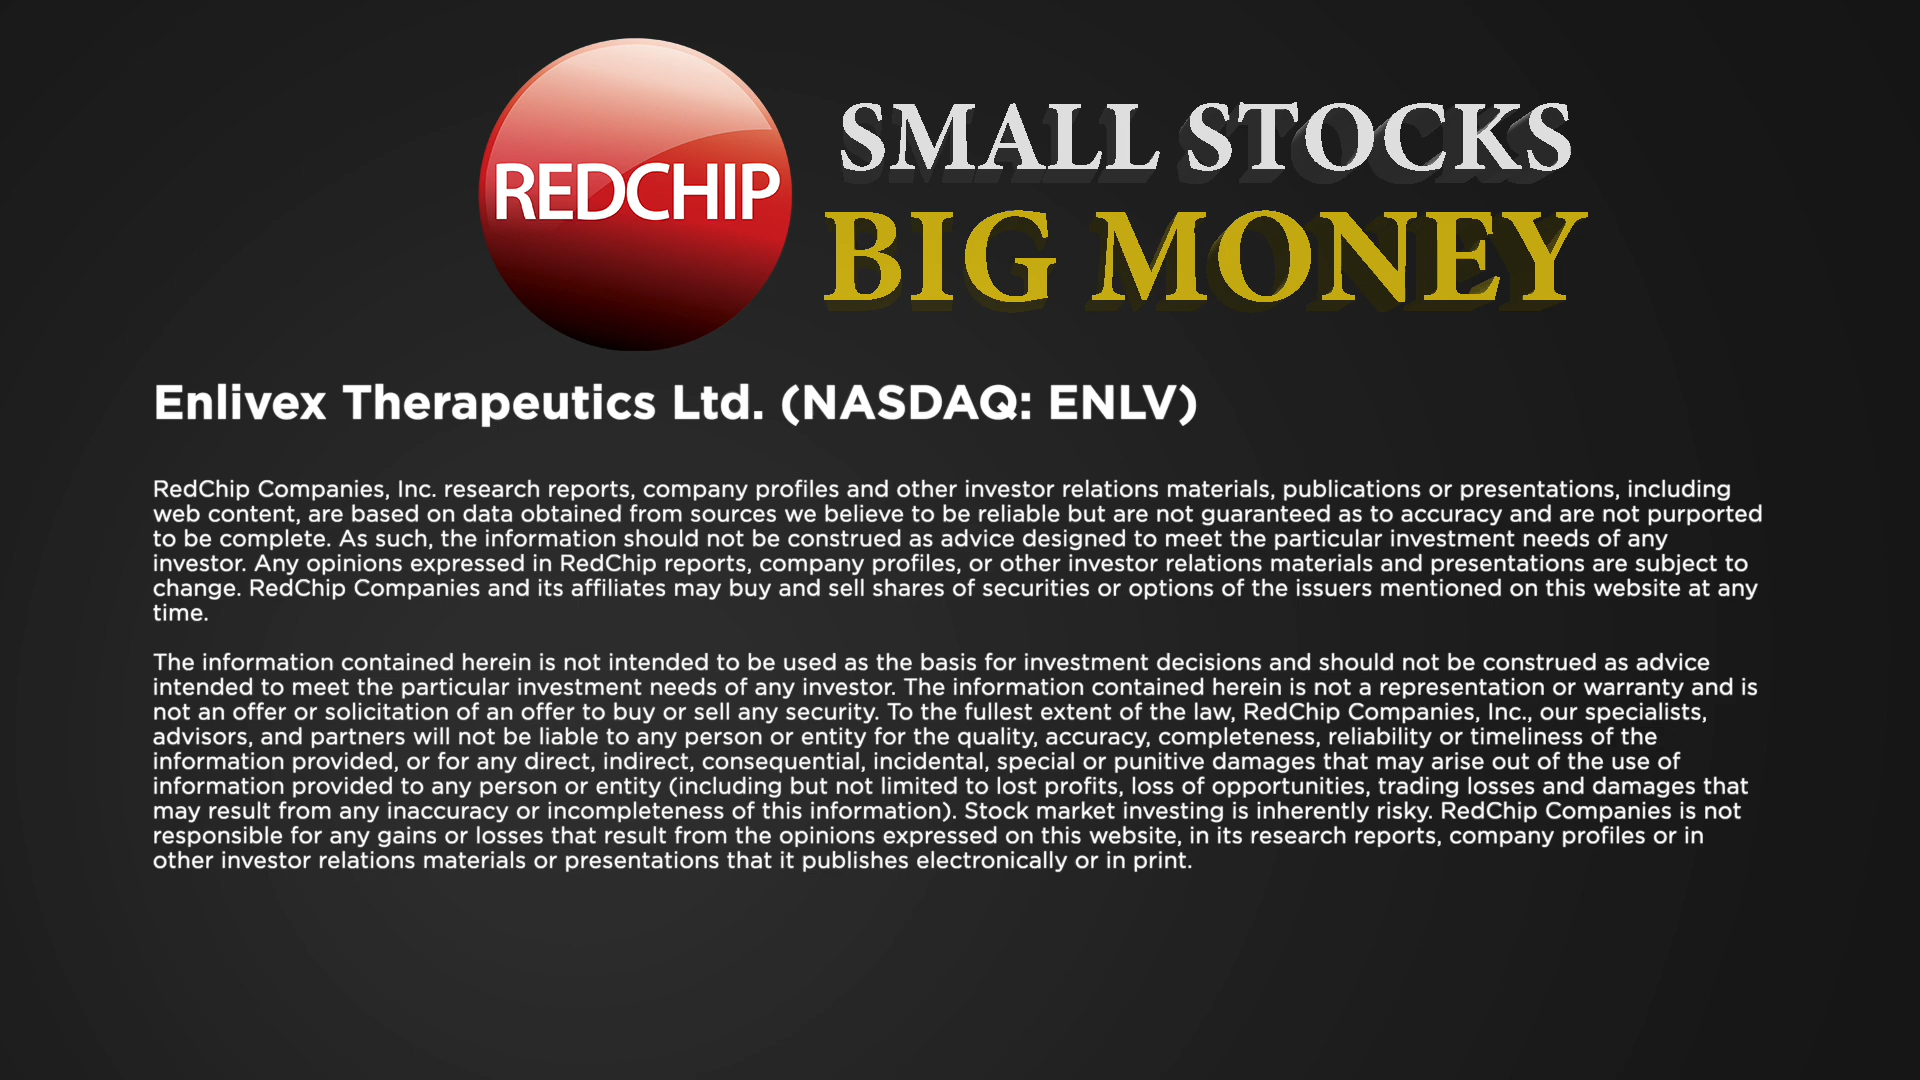 REDCHIP
SMALL STOCKS
BIG MONEY
Enlivex Therapeutics Ltd. (NASDAQ: ENLV)
RedChip Companies, Inc. research reports, company profiles and other investor relations materials, publications or presentations, including
web content, are based on data obtained from sources we believe to be reliable but are not guaranteed as to accuracy and are not purported
to be complete. As such, the information should not be construed as advice designed to meet the particular investment needs of any
investor. Any opinions expressed in RedChip reports, company profiles, or other investor relations materials and presentations are subject to
change. RedChip Companies and its affiliates may buy and sell shares of securities or options of the issuers mentioned on this website at any
time.
The information contained herein is not intended to be used as the basis for investment decisions and should not be construed as advice
intended to meet the particular investment needs of any investor. The information contained herein is not a representation or warranty and is
not an offer or solicitation of an offer to buy or sell any security. To the fullest extent of the law, RedChip Companies, Inc., our specialists,
advisors, and partners will not be liable to any person or entity for the quality, accuracy, completeness, reliability or timeliness of the
information provided, or for any direct, indirect, consequential, incidental, special or punitive damages that may arise out of the use of
information provided to any person or entity (including but not limited to lost profits, loss of opportunities, trading losses and damages that
may result from any inaccuracy or incompleteness of this information). Stock market investing is inherently risky. RedChip Companies is not
responsible for any gains or losses that result from the opinions expressed on this website, in its research reports, company profiles or in
other investor relations materials or presentations that it publishes electronically or in print.